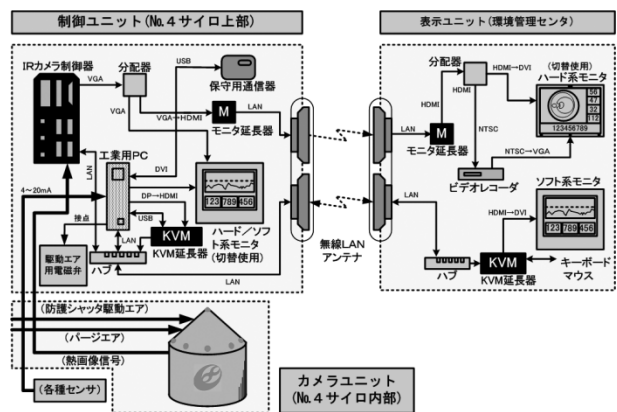 制御ユニット(No.4サイロ上部)
表示ユニット(環境管理センタ)
IRカメラ制御器
VGA
分配器
USB
保守用通信器
VGA
VGA→HDMI
M
モニタ延長器
LAN
LAN
工業用PC
DVI
4～20mA
DP→HDMI
USB
接点
LAN
KVM
KVM延長器
駆動エア
用電磁弁
ハブ
LAN
123 789 456
ハード／ソフ
ト系モニタ
(切替使用)
無線LAN
アンテナ
分配器
HDMI→DVI
(切替使用)
ハード系モニタ
56
47
32
112
123456789
HDMI
HDMI
LAN
M
モニタ延長器
NTSC
NTSC→VGA
ビデオレコーダ
ソフト系モニタ
LAN
HDMI→DVI
123 789 456
ハブ
KVM
KVM延長器
キーボード
マウス
(防護シャッタ駆動エア)
(パージエア)
(熱画像信号)
(各種センサ)
カメラユニット
(No.4サイロ内部)